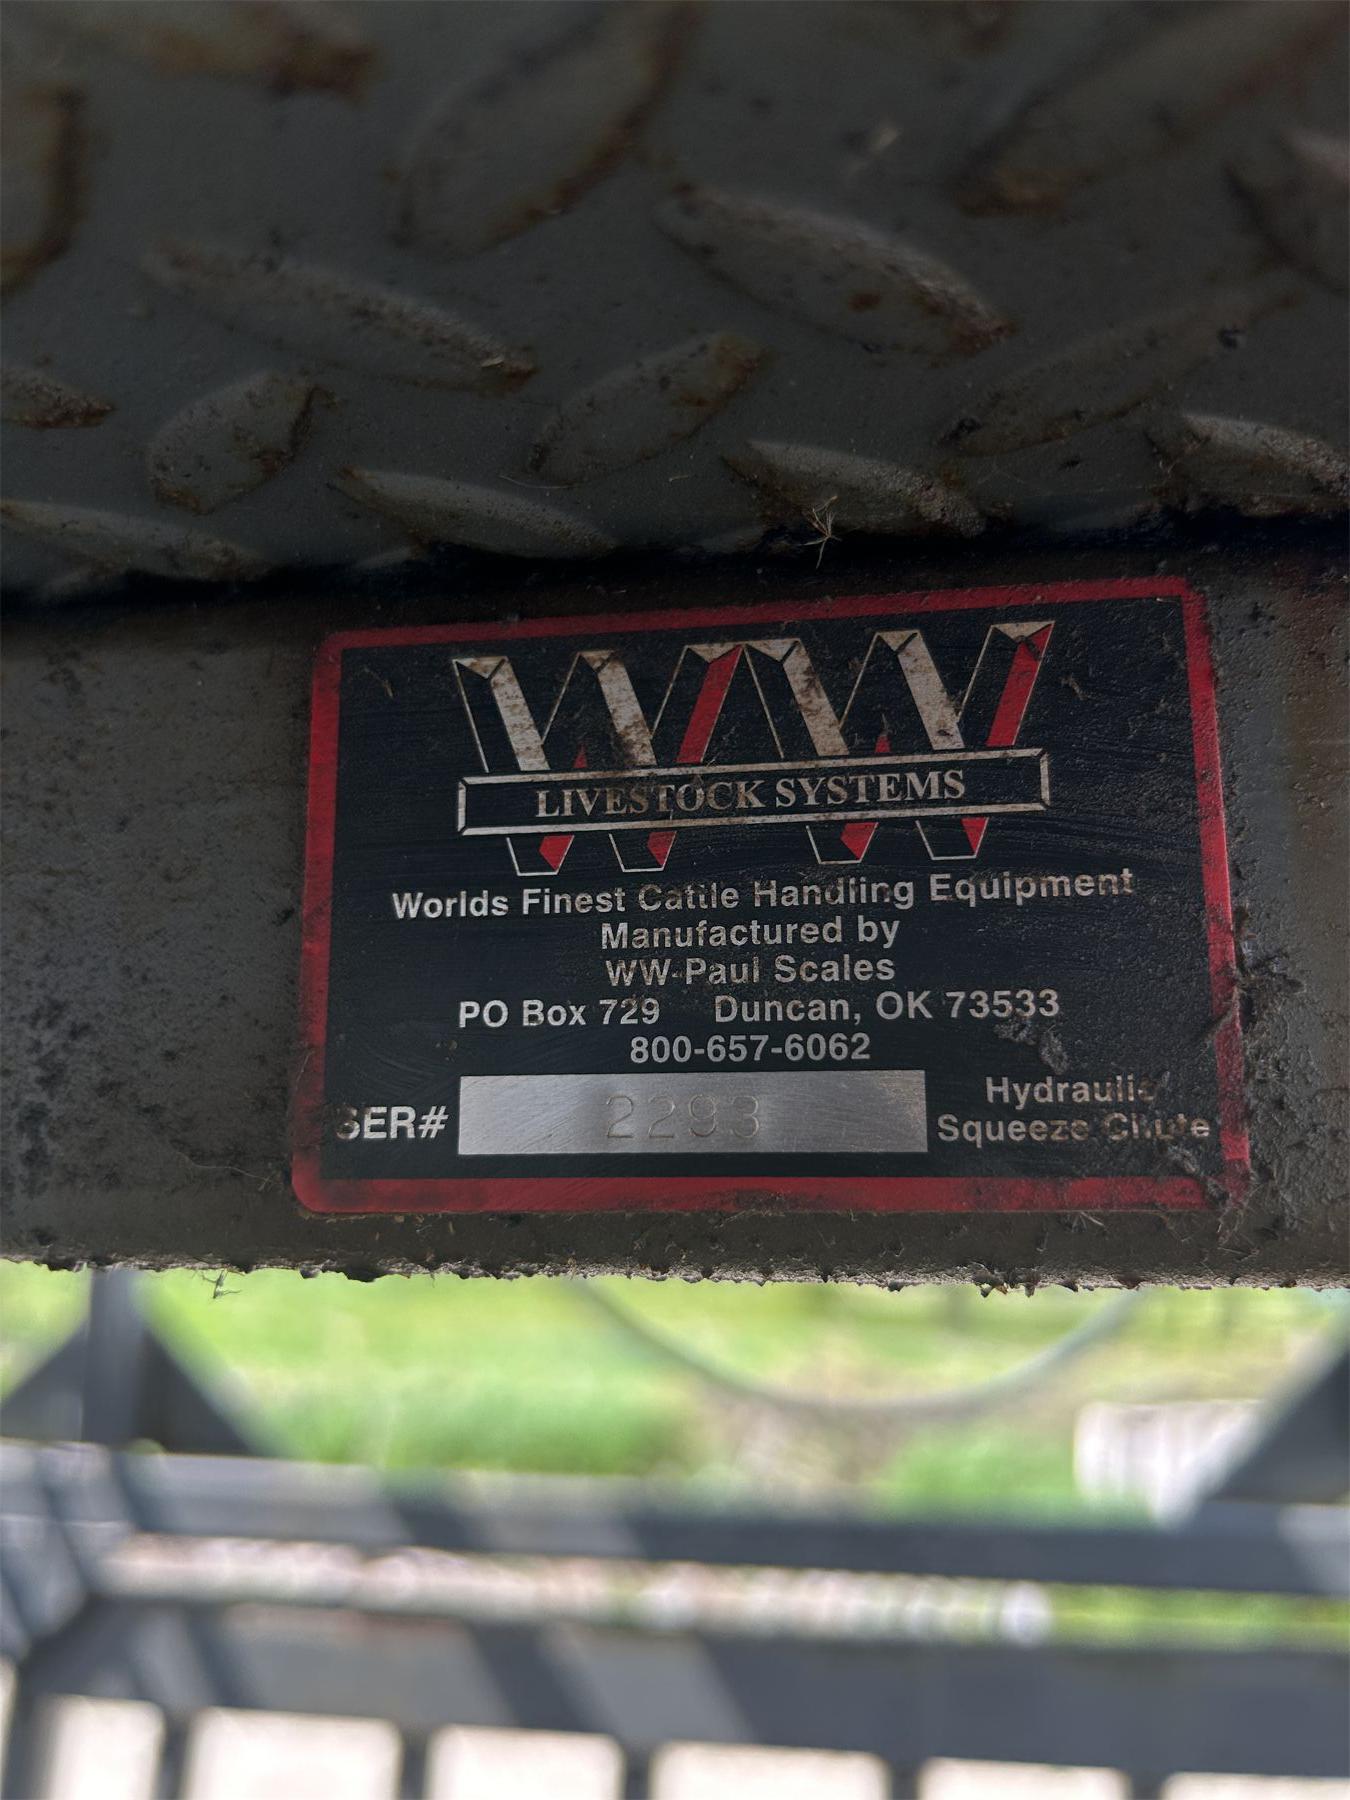 WW
LIVESTOCK SYSTEMS
Worlds Finest Cattle Handling Equipment
Manufactured by
WW-Paul Scales
PO Box 729 Duncan, OK 73533
800-657-6062
SER# 2293
Hydraulic
Squeeze Chute